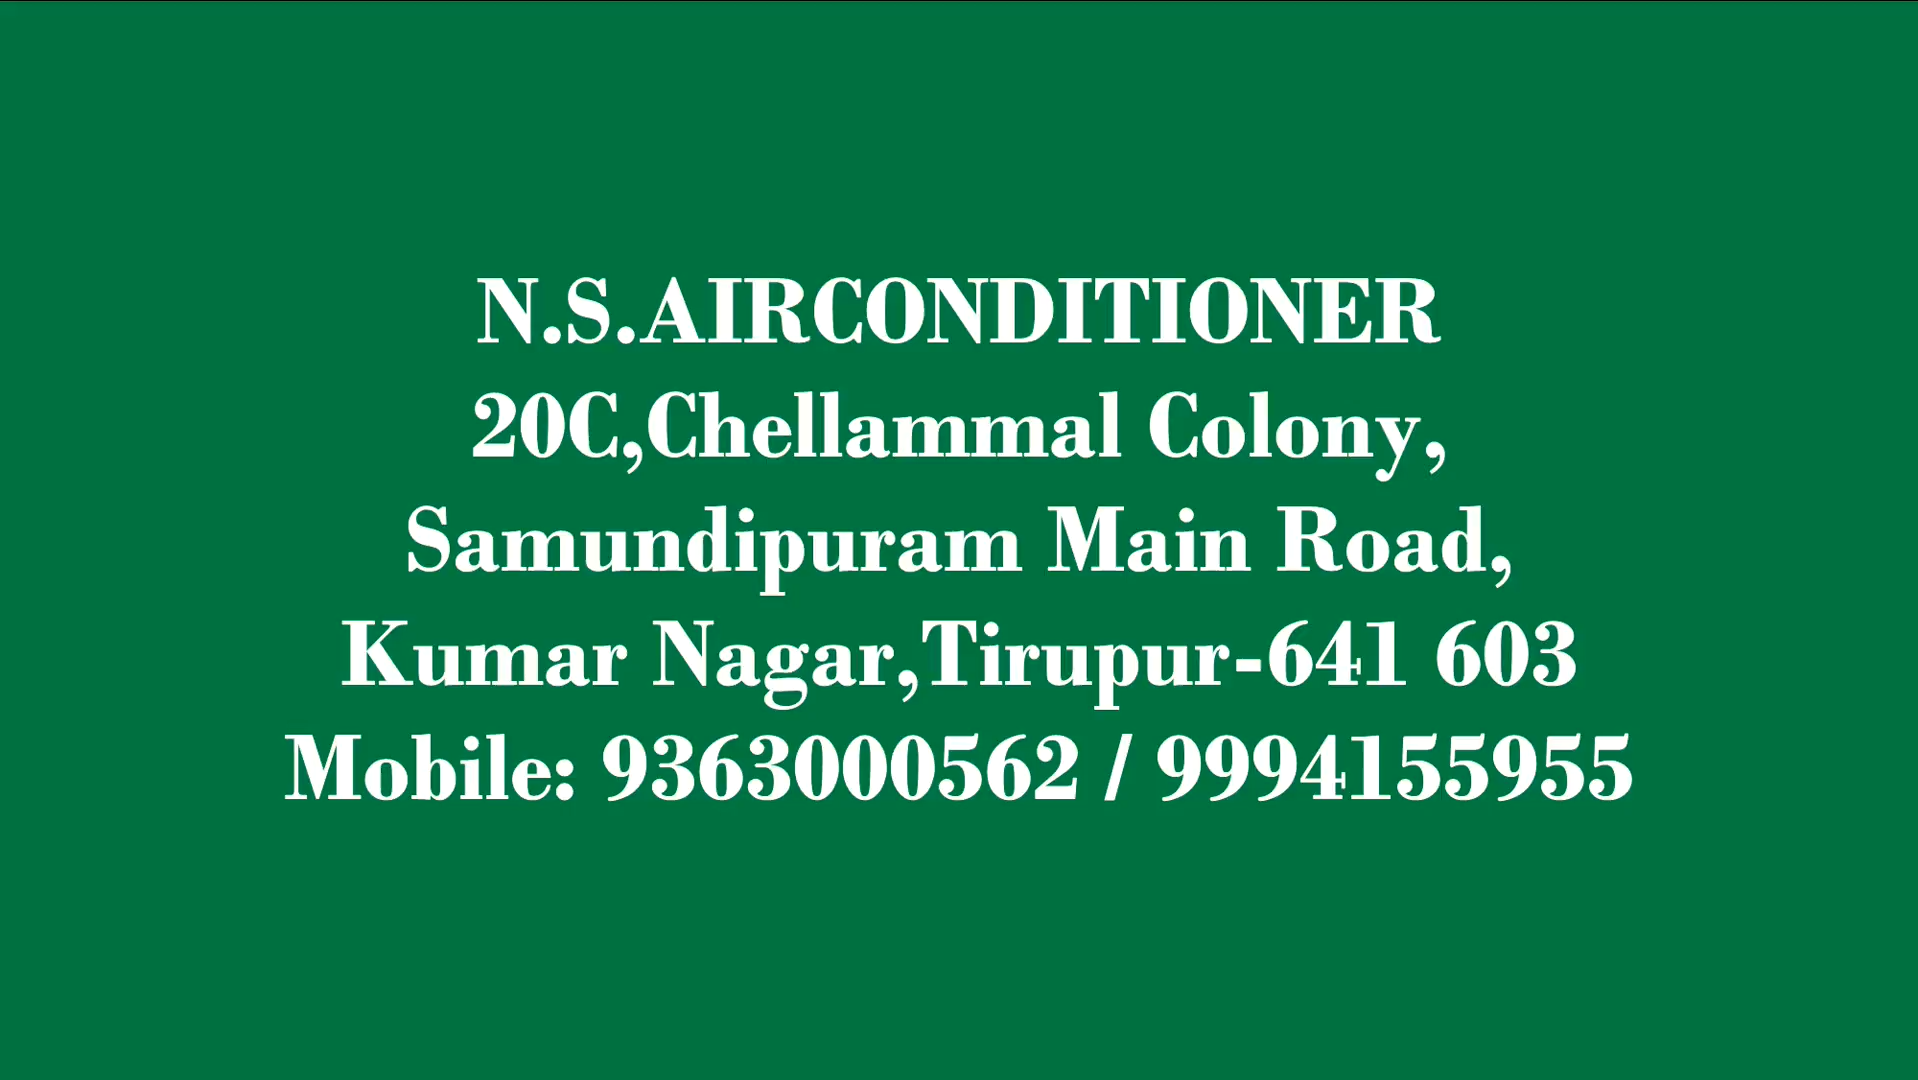 N.S.AIRCONDITIONER
20C,Chellammal Colony,
Samundipuram Main Road,
Kumar Nagar,Tirupur-641 603
Mobile: 9363000562 / 9994155955